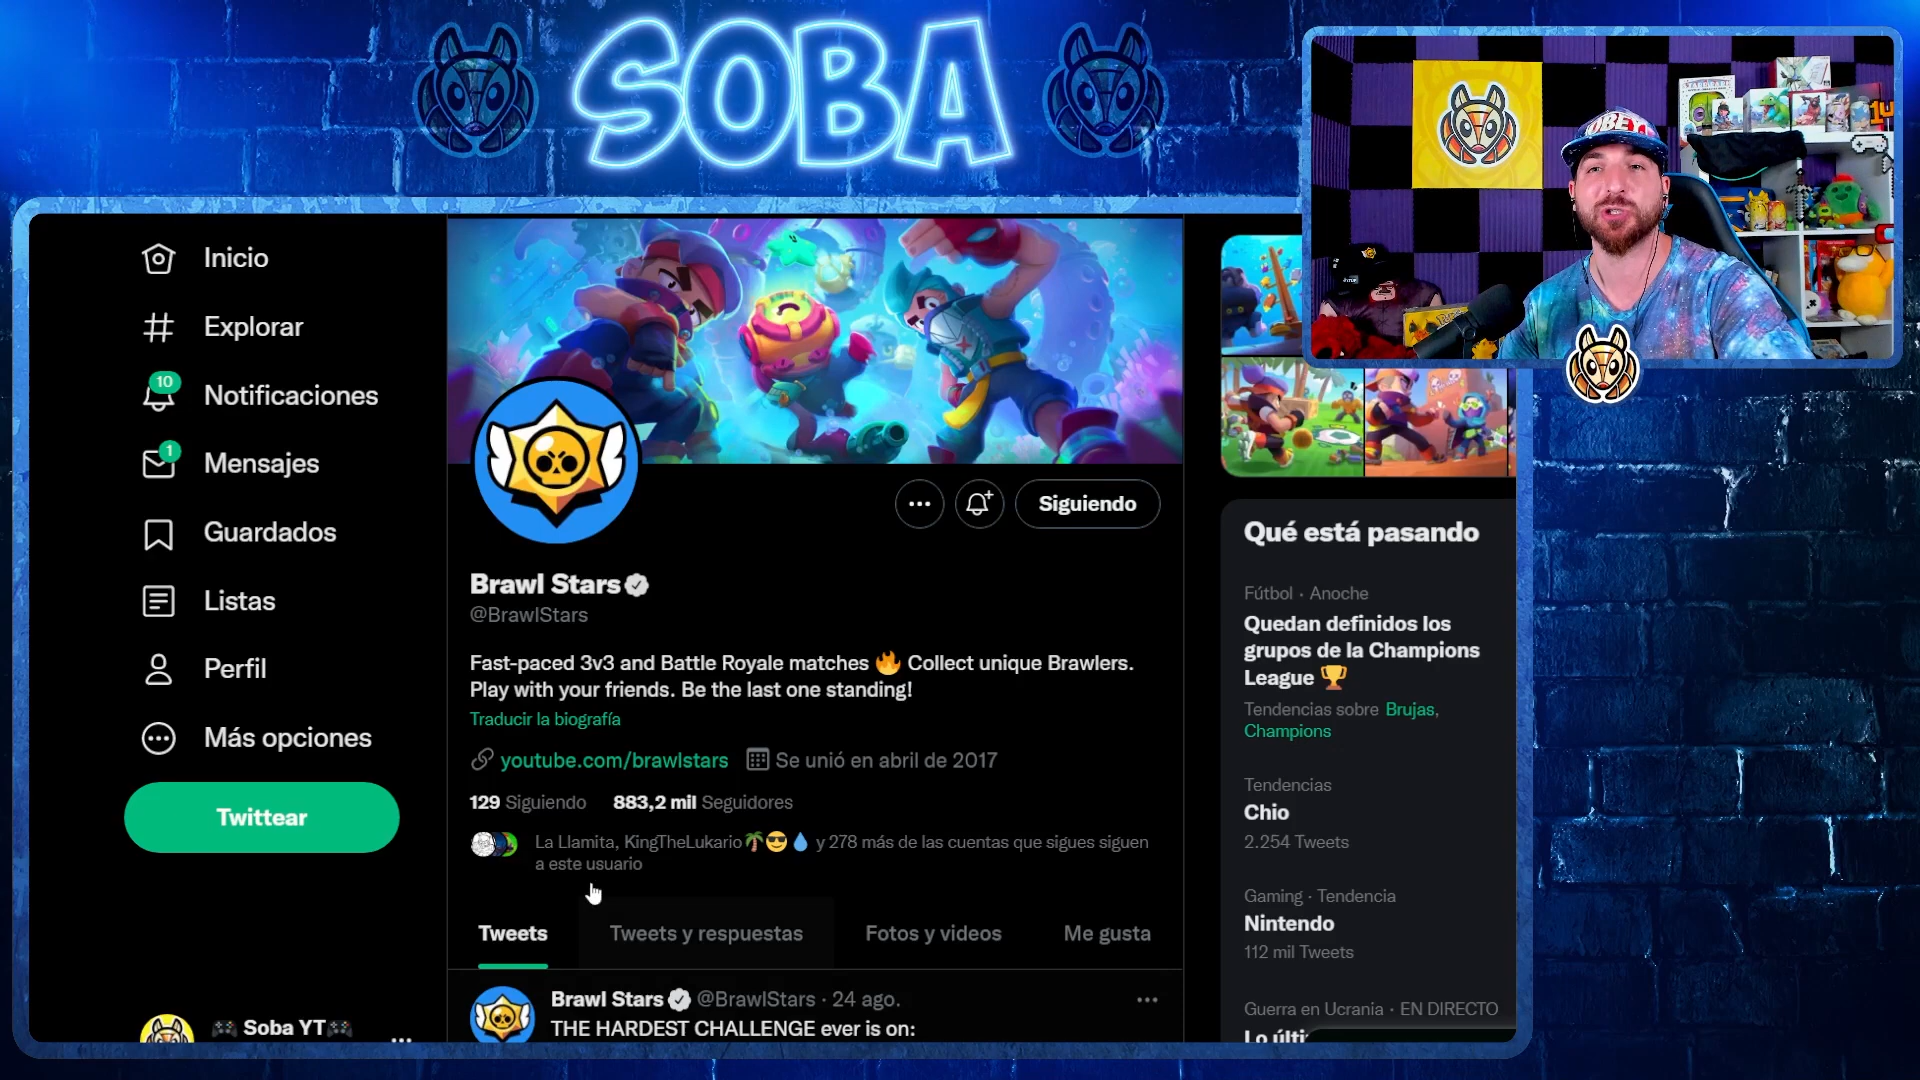 SOBA
OBEY
Inicio
Explorar
10
Notificaciones
1
Mensajes
Guardados
Listas
Perfil
Más opciones
Twittear
Soba YT
Siguiendo
Brawl Stars
@BrawlStars
Fast-paced 3v3 and Battle Royale matches 🔥 Collect unique Brawlers.
Play with your friends. Be the last one standing!
Traducir la biografía
youtube.com/brawlstars Se unió en abril de 2017
129 Siguiendo 883,2 mil Seguidores
La Llamita, KingTheLukario🌴😎💧 y 278 más de las cuentas que sigues siguen
a este usuario
Tweets Tweets y respuestas Fotos y videos Me gusta
Brawl Stars @BrawlStars · 24 ago.
THE HARDEST CHALLENGE ever is on:
Qué está pasando
Fútbol · Anoche
Quedan definidos los
grupos de la Champions
League 🏆
Tendencias sobre Brujas,
Champions
Tendencias
Chio
2.254 Tweets
Gaming · Tendencia
Nintendo
112 mil Tweets
Guerra en Ucrania · EN DIRECTO
Lo últi